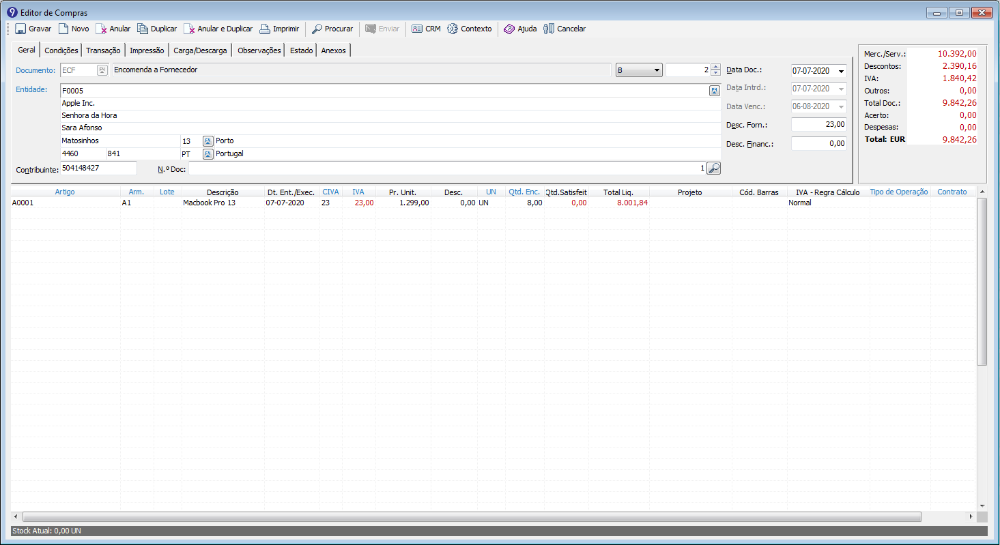 Editor de Compras
Gravar Novo Anular Duplicar Anular e Duplicar Imprimir Procurar Enviar CRM Contexto Ajuda Cancelar
Geral Condições Transação Impressão Carga/Descarga Observações Estado Anexos
Documento: ECF F4 Encomenda a Fornecedor B 2 Data Doc.: 07-07-2020
Entidade: F0005 F4 Data Intrd.: 07-07-2020
Apple Inc. Data Venc.: 06-08-2020
Senhora da Hora
Sara Afonso Desc. Forn.: 23,00
Matosinhos 13 F4 Porto Desc. Financ.: 0,00
4460 841 PT F4 Portugal
Contribuinte: 504148427 N.º Doc: 1
Merc./Serv.: 10.392,00
Descontos: 2.390,16
IVA: 1.840,42
Outros: 0,00
Total Doc.: 9.842,26
Acerto: 0,00
Despesas: 0,00
Total: EUR 9.842,26
Artigo Arm. Lote Descrição Dt. Ent./Exec. CIVA IVA Pr. Unit. Desc. UN Qtd. Enc. Qtd.Satisfeit Total Liq. Projeto Cód. Barras IVA - Regra Cálculo Tipo de Operação Contrato
A0001 A1 Macbook Pro 13 07-07-2020 23 23,00 1.299,00 0,00 UN 8,00 0,00 8.001,84 Normal
Stock Atual: 0,00 UN